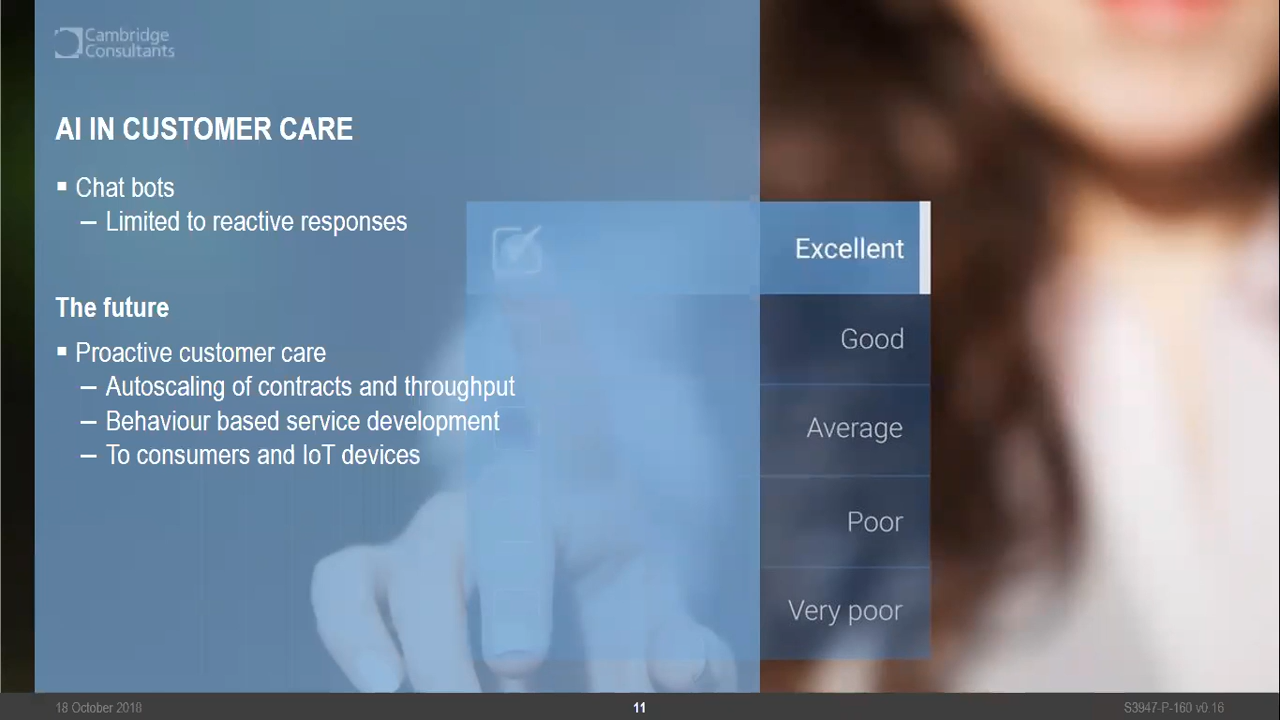 Cambridge
Consultants
AI IN CUSTOMER CARE
▪ Chat bots
– Limited to reactive responses
The future
▪ Proactive customer care
– Autoscaling of contracts and throughput
– Behaviour based service development
– To consumers and IoT devices
Excellent
Good
Average
Poor
Very poor
18 October 2018
11
S3947-P-160 v0.16